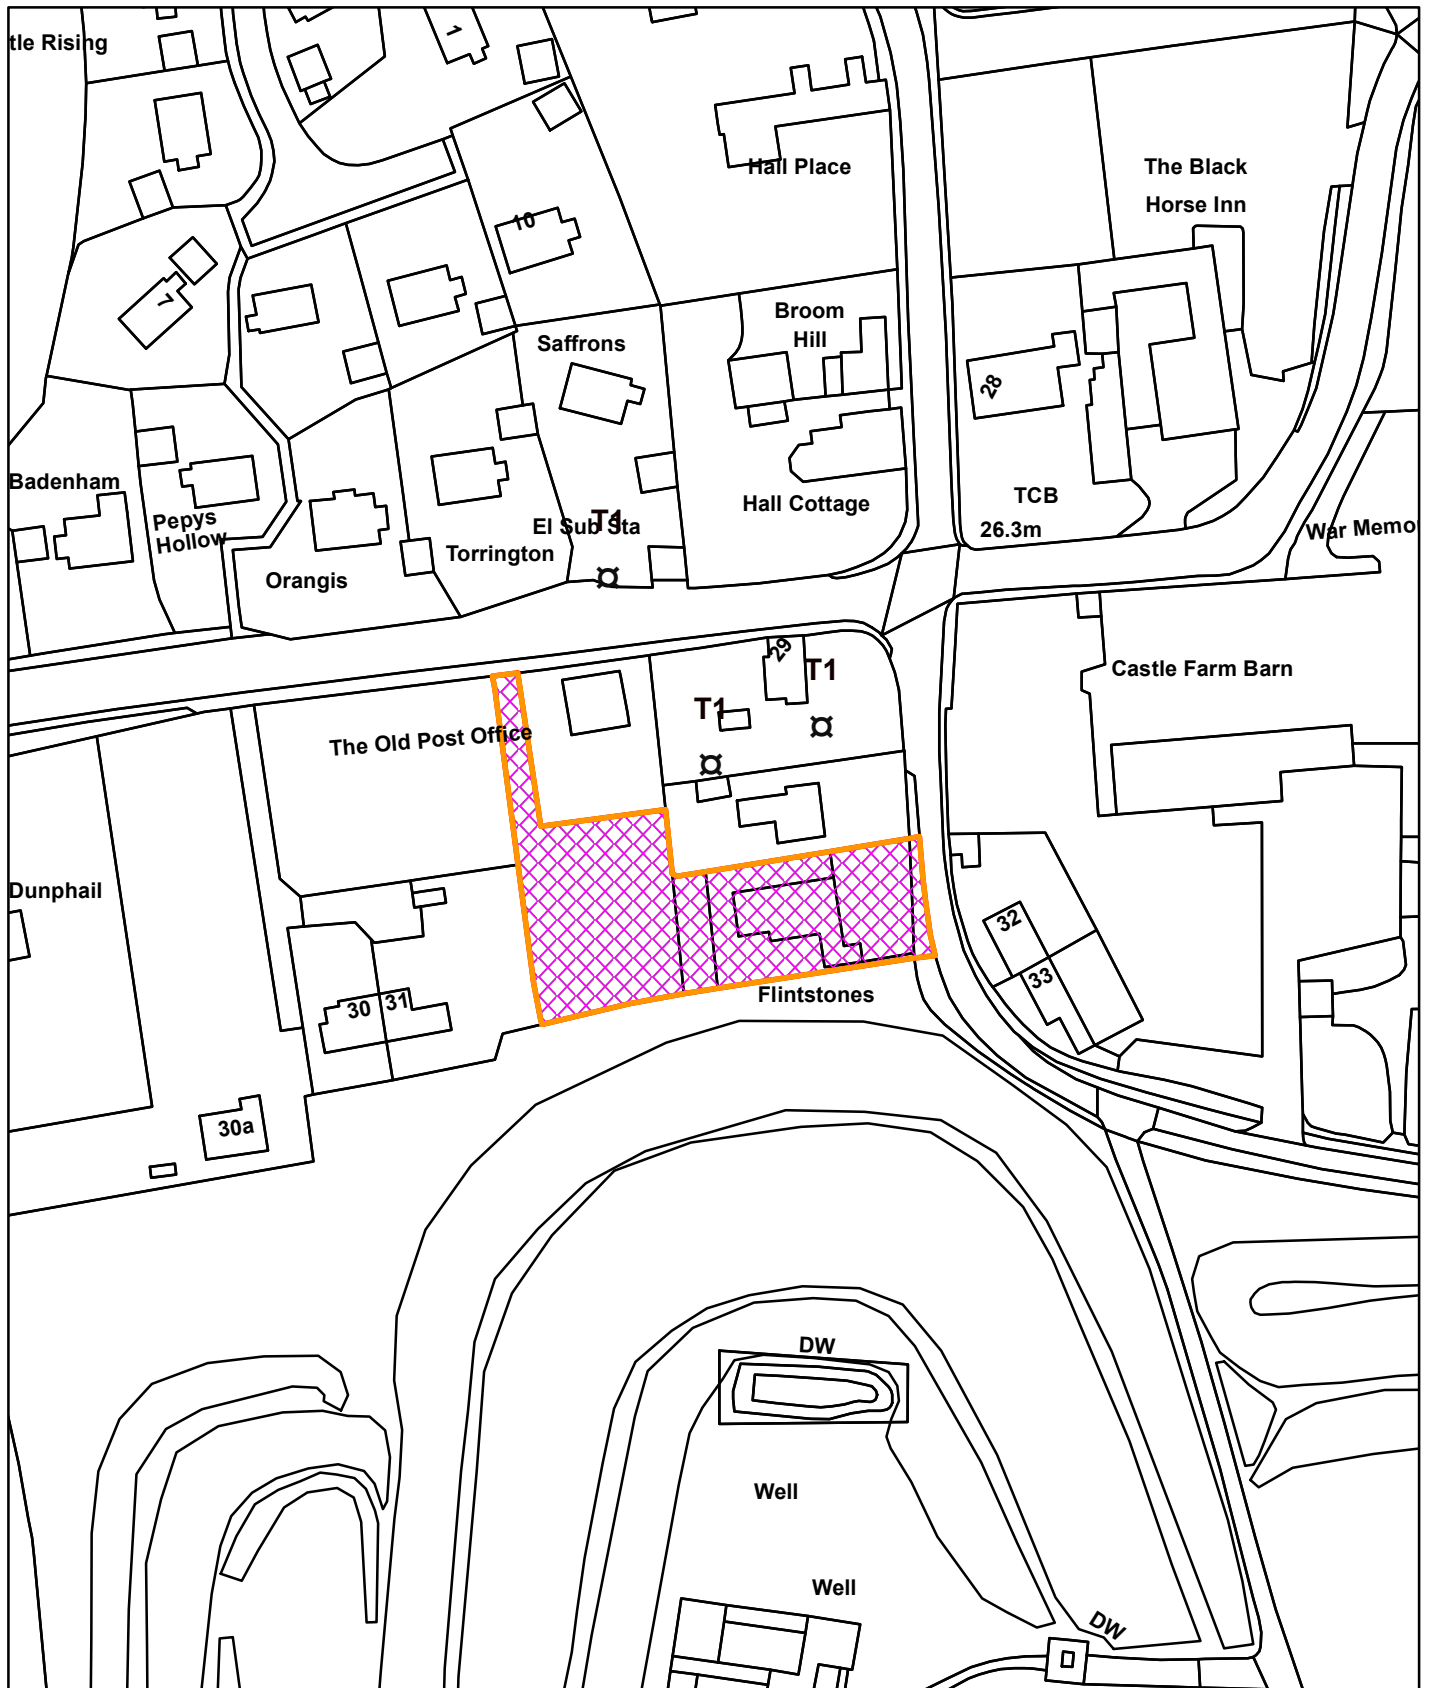 tle Rising
1
Hall Place
The Black
Horse Inn
10
7
Broom
Hill
Saffrons
28
Badenham
Pepys
Hollow
TCB
Hall Cottage
T1
El Sub Sta
26.3m
War Memo
Torrington
Orangis
29
T1
Castle Farm Barn
T1
The Old Post Office
Dunphail
32
33
Flintstones
30
31
30a
DW
Well
Well
DW